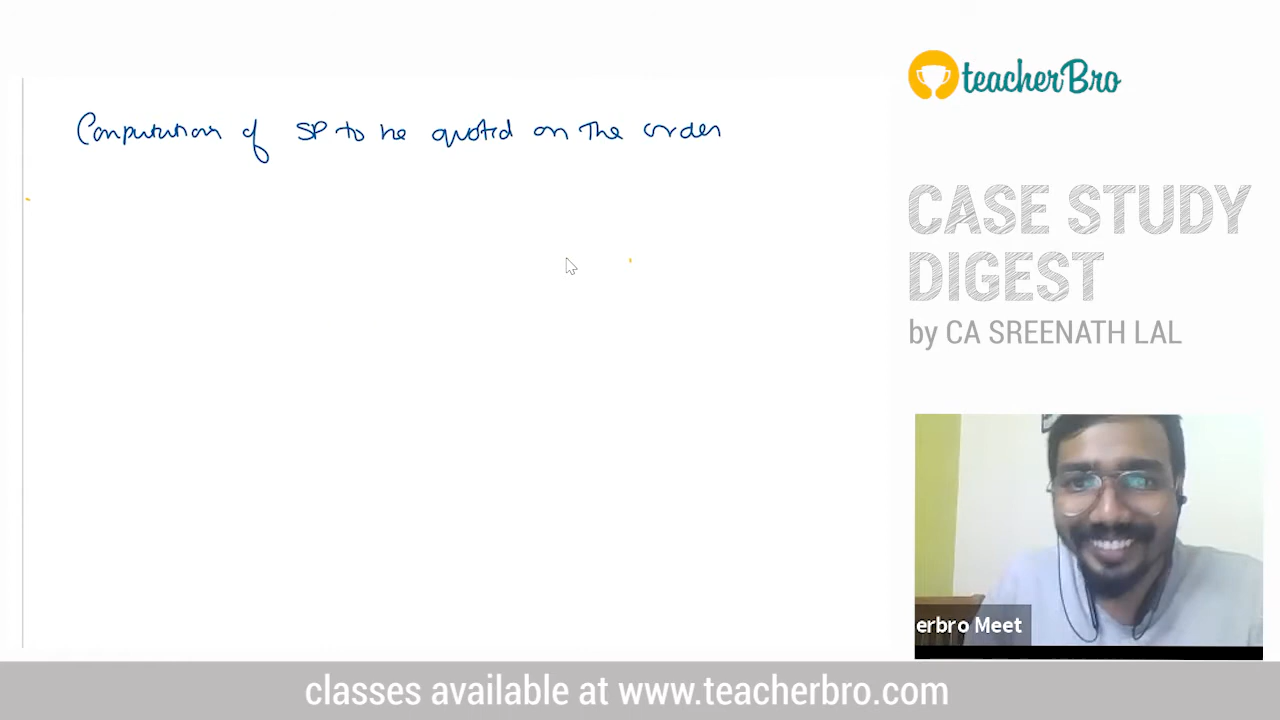 teacherBro
Computation of SP to be quoted on the order
CASE STUDY
DIGEST
by CA SREENATH LAL
erbro Meet
classes available at www.teacherbro.com